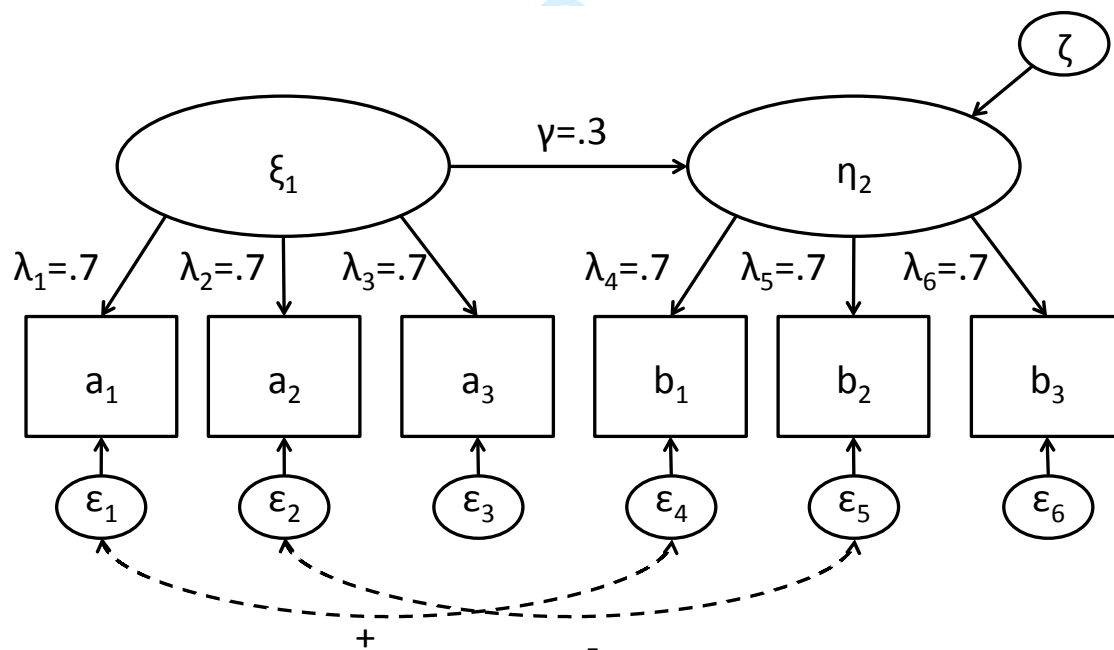 ζ
γ=.3
ξ₁
η₂
λ₁=.7
λ₂=.7
λ₃=.7
λ₄=.7
λ₅=.7
λ₆=.7
a₁
a₂
a₃
b₁
b₂
b₃
ε₁
ε₂
ε₃
ε₄
ε₅
ε₆
+
-